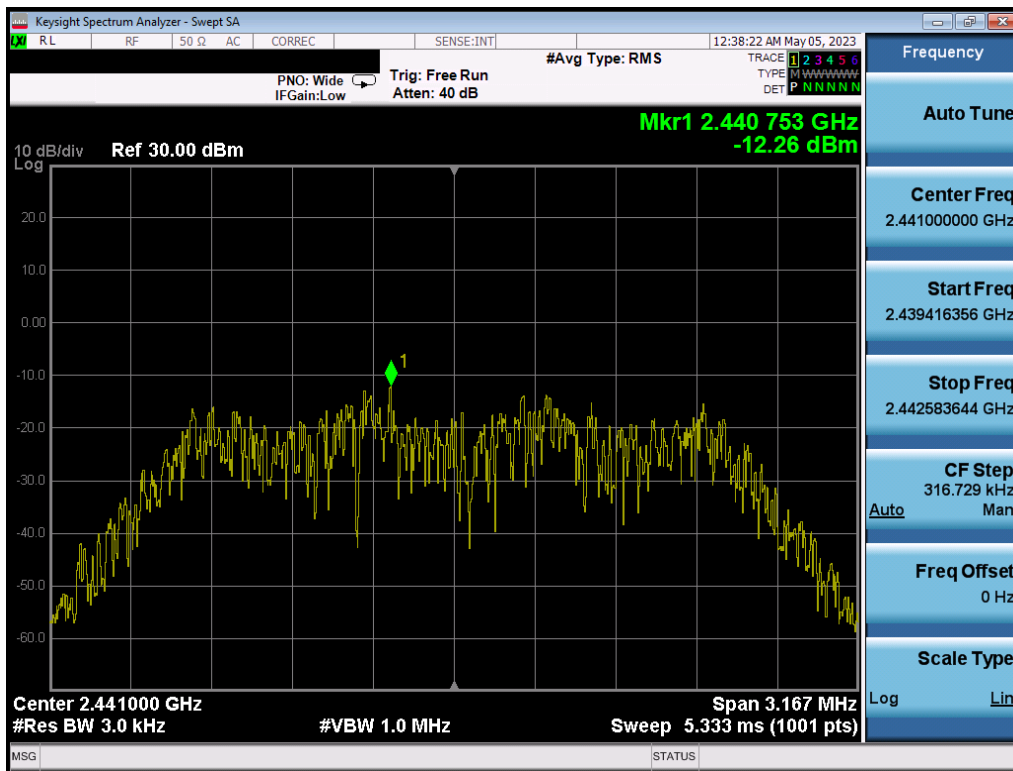 Keysight Spectrum Analyzer - Swept SA
LXI RL RF 50 Ω AC CORREC SENSE:INT 12:38:22 AM May 05, 2023
#Avg Type: RMS
TRACE 1 2 3 4 5 6
PNO: Wide Trig: Free Run
TYPE M WWWWW
IFGain:Low Atten: 40 dB
DET P N N N N N
Mkr1 2.440 753 GHz
-12.26 dBm
10 dB/div Ref 30.00 dBm
Log
20.0
10.0
0.00
-10.0
-20.0
-30.0
-40.0
-50.0
-60.0
1
Center 2.441000 GHz Span 3.167 MHz
#Res BW 3.0 kHz #VBW 1.0 MHz Sweep 5.333 ms (1001 pts)
MSG STATUS
Frequency
Auto Tune
Center Freq
2.441000000 GHz
Start Freq
2.439416356 GHz
Stop Freq
2.442583644 GHz
CF Step
316.729 kHz
Auto Man
Freq Offset
0 Hz
Scale Type
Log Lin